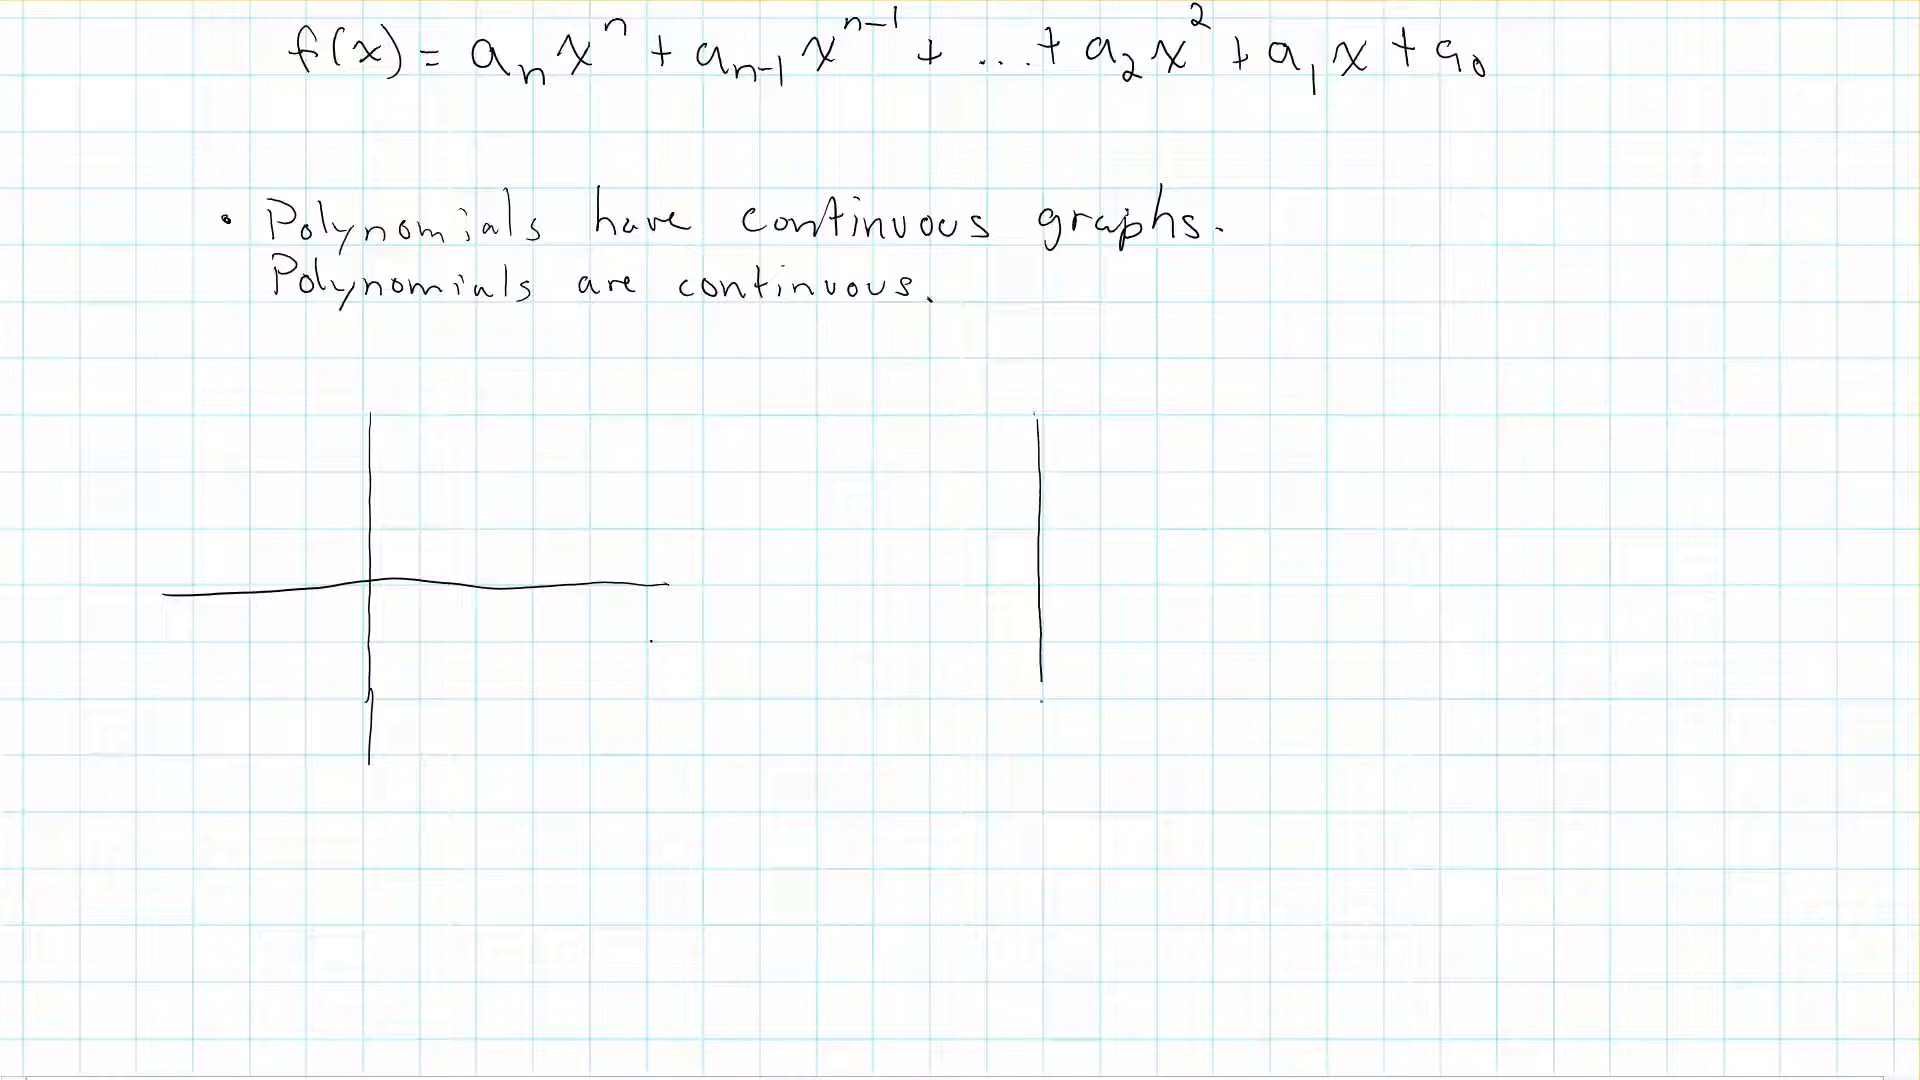 f(x) = aₙxⁿ + aₙ₋₁xⁿ⁻¹ + ... + a₂x² + a₁x + a₀
• Polynomials have continuous graphs.
Polynomials are continuous.